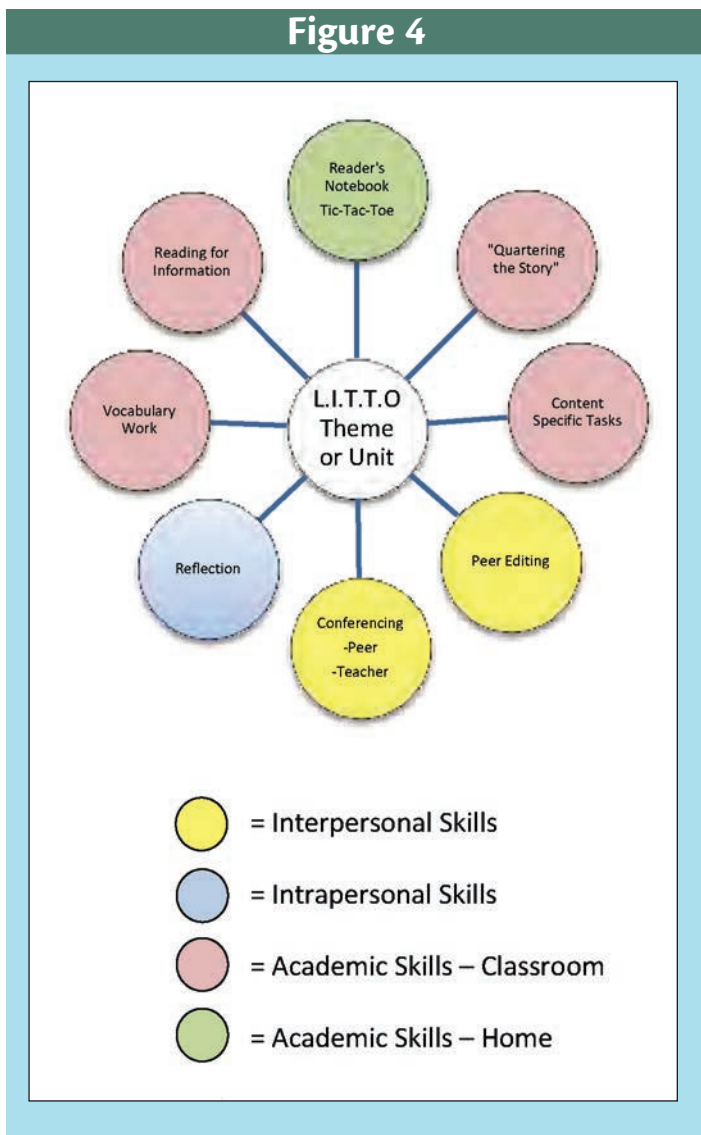 Figure 4
Reader's
Notebook
Tic-Tac-Toe
"Quartering
the Story"
Content
Specific Tasks
Peer Editing
Conferencing
-Peer
-Teacher
Reflection
Vocabulary
Work
Reading for
Information
L.I.T.T.O
Theme
or Unit
= Interpersonal Skills
= Intrapersonal Skills
= Academic Skills – Classroom
= Academic Skills – Home